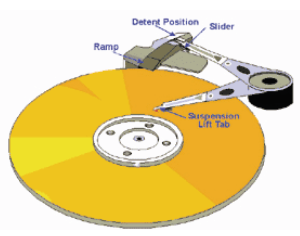 Detent Position
Slider
Ramp
Suspension
Lift Tab